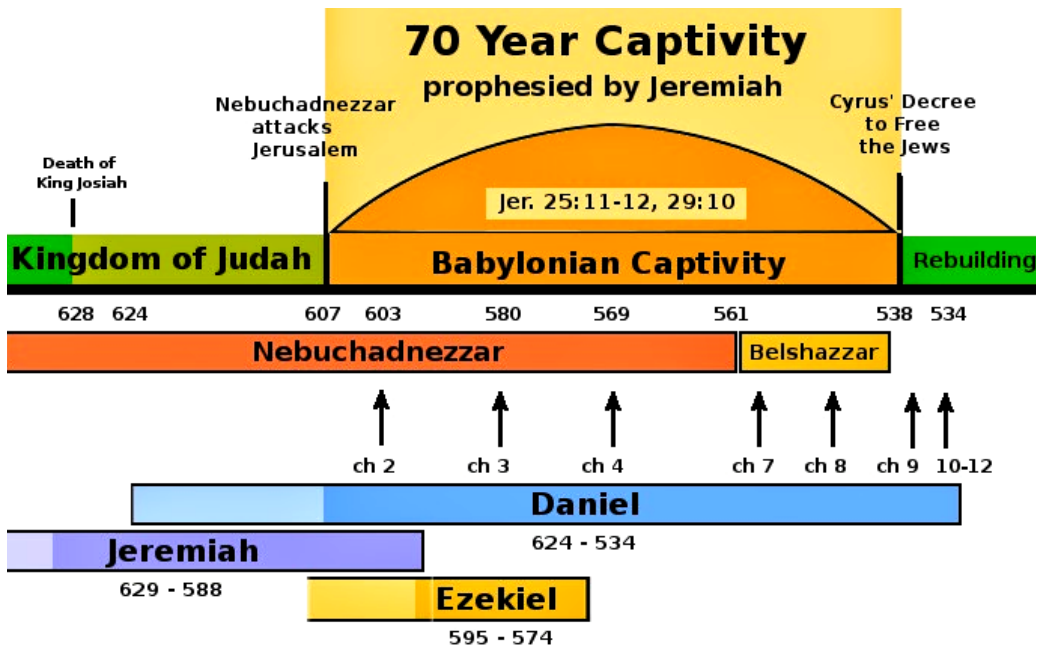 70 Year Captivity
prophesied by Jeremiah
Nebuchadnezzar
attacks
Jerusalem
Cyrus' Decree
to Free
the Jews
Death of
King Josiah
Jer. 25:11-12, 29:10
Kingdom of Judah
Babylonian Captivity
Rebuilding
628 624 607 603 580 569 561 538 534
Nebuchadnezzar
Belshazzar
ch 2 ch 3 ch 4 ch 7 ch 8 ch 9 10-12
Daniel
624 - 534
Jeremiah
629 - 588
Ezekiel
595 - 574